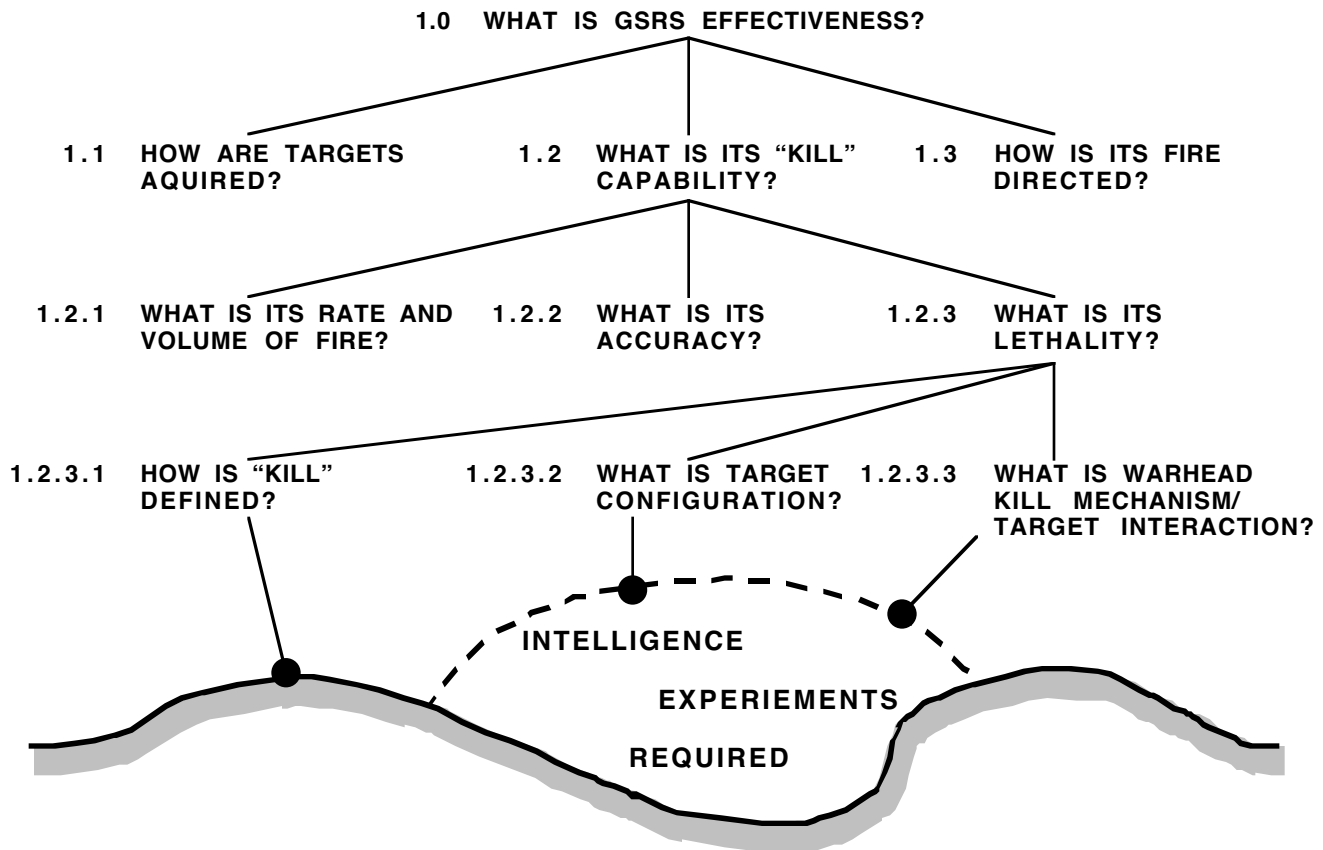 1.0 WHAT IS GSRS EFFECTIVENESS?
1.1 HOW ARE TARGETS
AQUIRED?
1.2 WHAT IS ITS “KILL”
CAPABILITY?
1.3 HOW IS ITS FIRE
DIRECTED?
1.2.1 WHAT IS ITS RATE AND
VOLUME OF FIRE?
1.2.2 WHAT IS ITS
ACCURACY?
1.2.3 WHAT IS ITS
LETHALITY?
1.2.3.1 HOW IS “KILL”
DEFINED?
1.2.3.2 WHAT IS TARGET
CONFIGURATION?
1.2.3.3 WHAT IS WARHEAD
KILL MECHANISM/
TARGET INTERACTION?
INTELLIGENCE
EXPERIEMENTS
REQUIRED